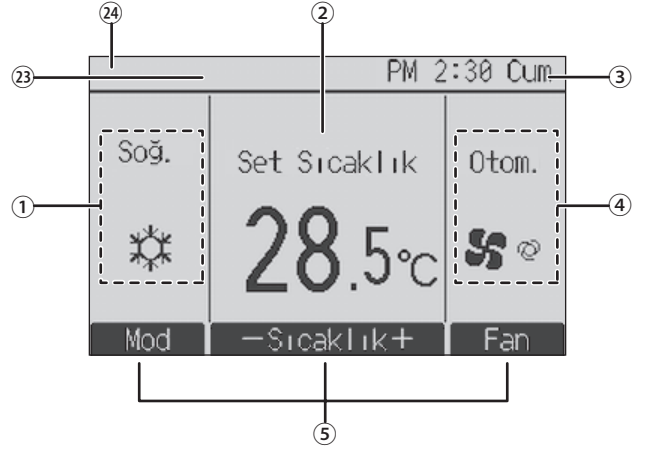 ㉔ ②
㉓ PM 2:30 Cum ③
Soğ. Set Sıcaklık Otom.
① ④
28.5°C
Mod −Sıcaklık+ Fan
⑤